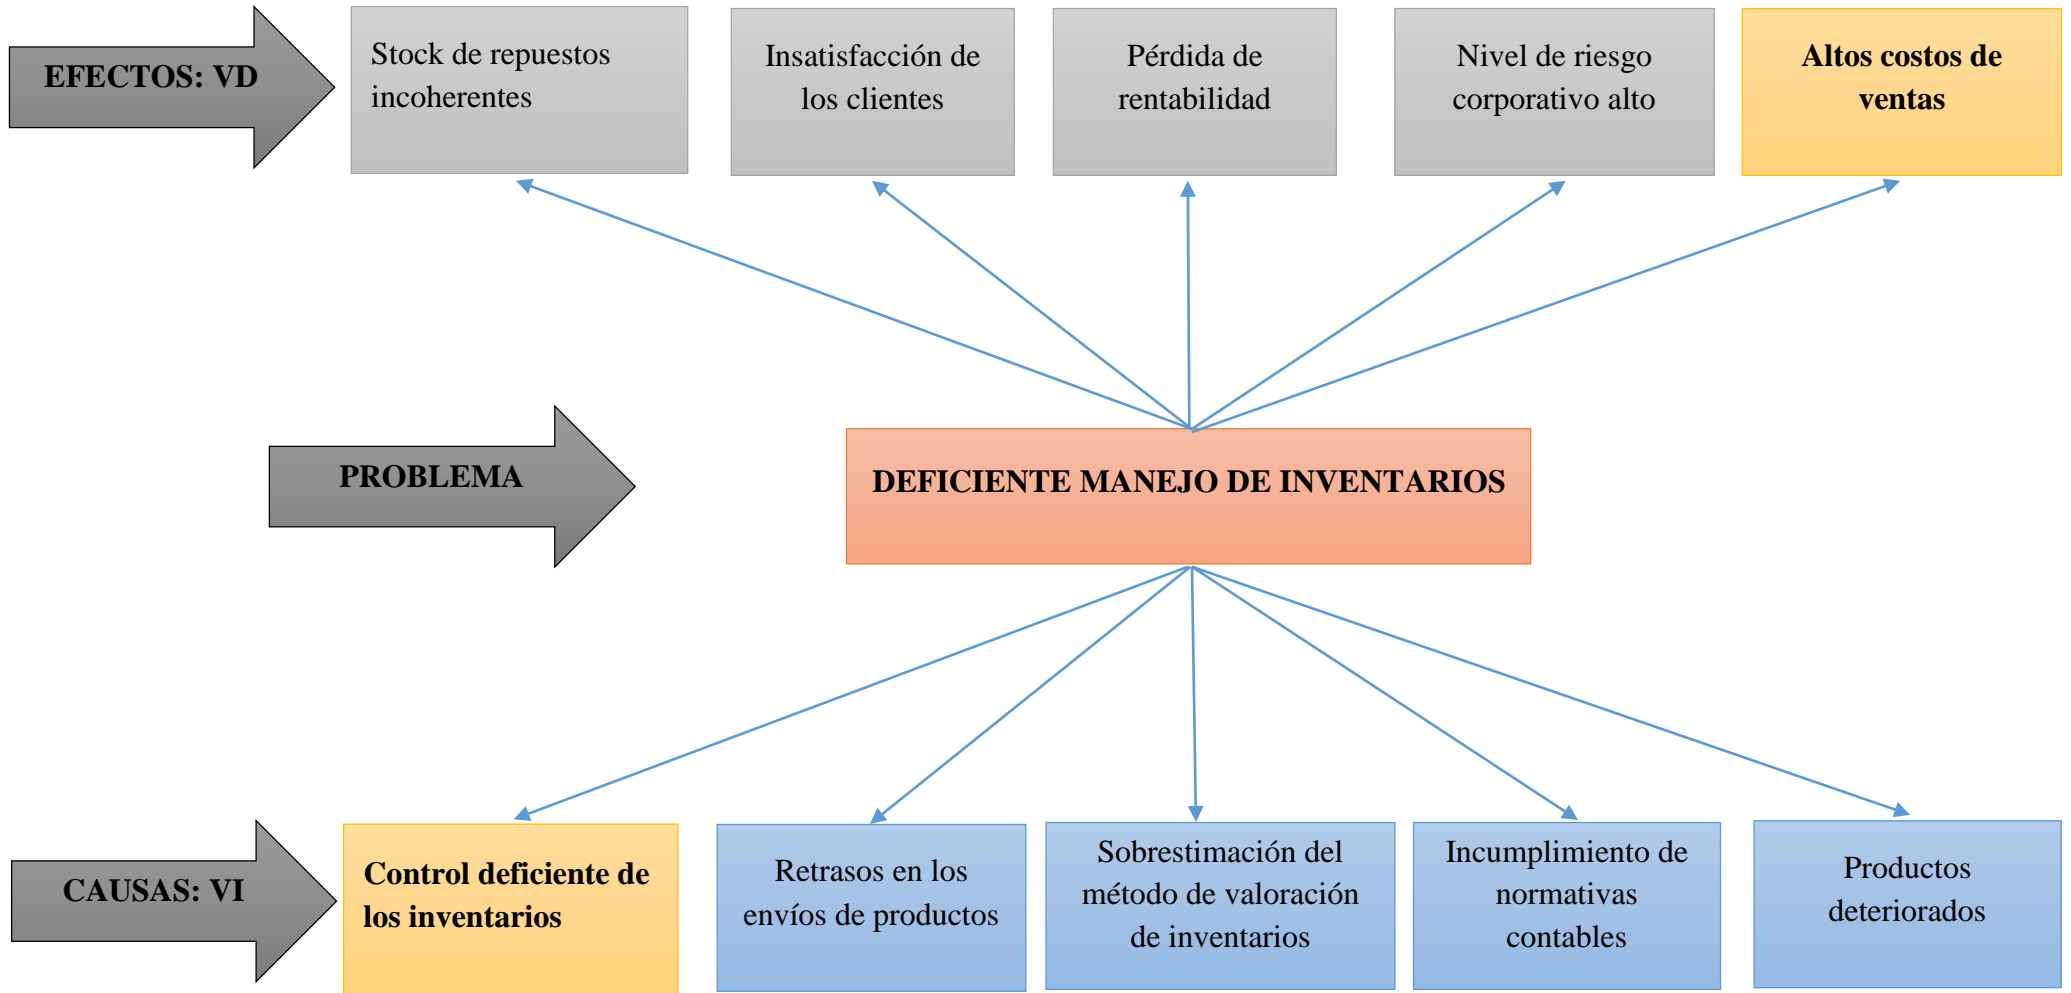 EFECTOS: VD
Stock de repuestos
incoherentes
Insatisfacción de
los clientes
Pérdida de
rentabilidad
Nivel de riesgo
corporativo alto
Altos costos de
ventas
PROBLEMA
DEFICIENTE MANEJO DE INVENTARIOS
CAUSAS: VI
Control deficiente de
los inventarios
Retrasos en los
envíos de productos
Sobrestimación del
método de valoración
de inventarios
Incumplimiento de
normativas
contables
Productos
deteriorados